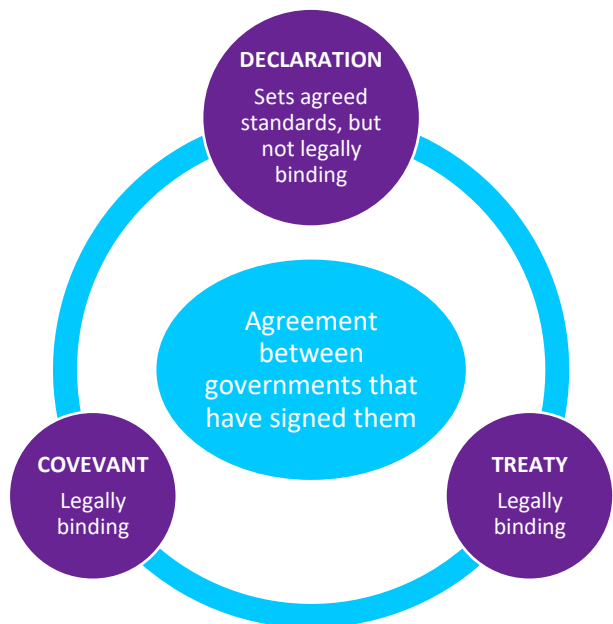 DECLARATION
Sets agreed
standards, but
not legally
binding
Agreement
between
governments that
have signed them
COVEVANT
Legally
binding
TREATY
Legally
binding